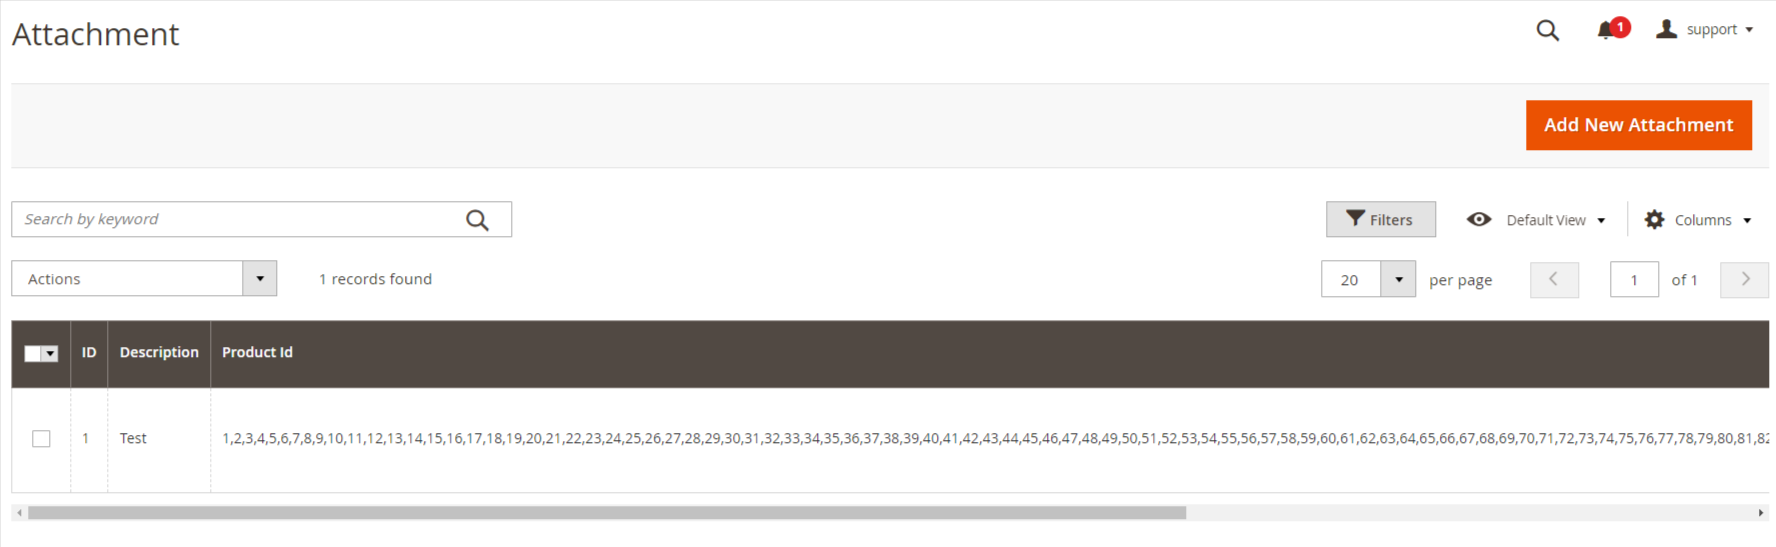 Attachment
1
support
Add New Attachment
Search by keyword
Filters
Default View
Columns
Actions
1 records found
20
per page
1
of 1
ID
Description
Product Id
1
Test
1,2,3,4,5,6,7,8,9,10,11,12,13,14,15,16,17,18,19,20,21,22,23,24,25,26,27,28,29,30,31,32,33,34,35,36,37,38,39,40,41,42,43,44,45,46,47,48,49,50,51,52,53,54,55,56,57,58,59,60,61,62,63,64,65,66,67,68,69,70,71,72,73,74,75,76,77,78,79,80,81,82